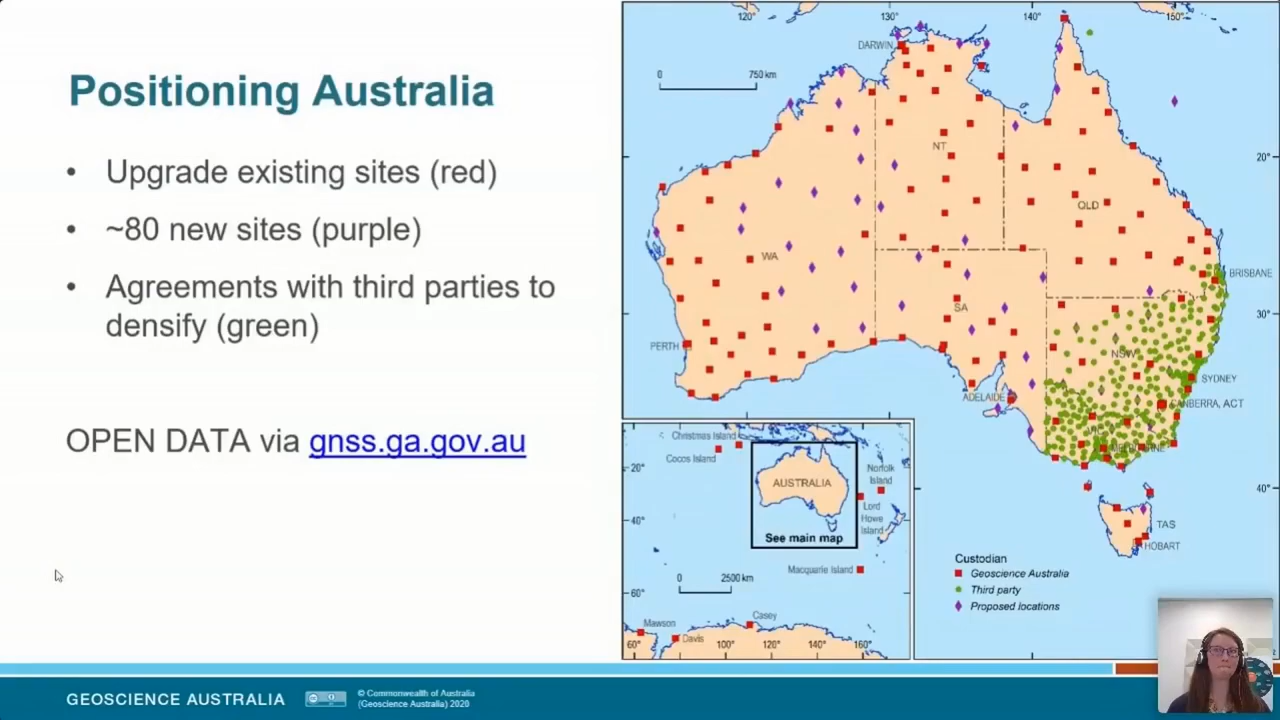 Positioning Australia
• Upgrade existing sites (red)
• ~80 new sites (purple)
• Agreements with third parties to
densify (green)
OPEN DATA via gnss.ga.gov.au
120° 130° 140° 150°
DARWIN
0 750 km
NT
20°
QLD
WA
BRISBANE
30°
SA
PERTH
NSW
SYDNEY
ADELAIDE
CANBERRA, ACT
MELBOURNE
40°
TAS
HOBART
Christmas Island
Cocos Island
20°
Norfolk
Island
AUSTRALIA
Lord
Howe
Island
40°
See main map
Macquarie Island
0 2500 km
60°
Mawson
Casey
Davis
60° 100° 120° 140° 160°
Custodian
Geoscience Australia
Third party
Proposed locations
GEOSCIENCE AUSTRALIA
© Commonwealth of Australia
(Geoscience Australia) 2020